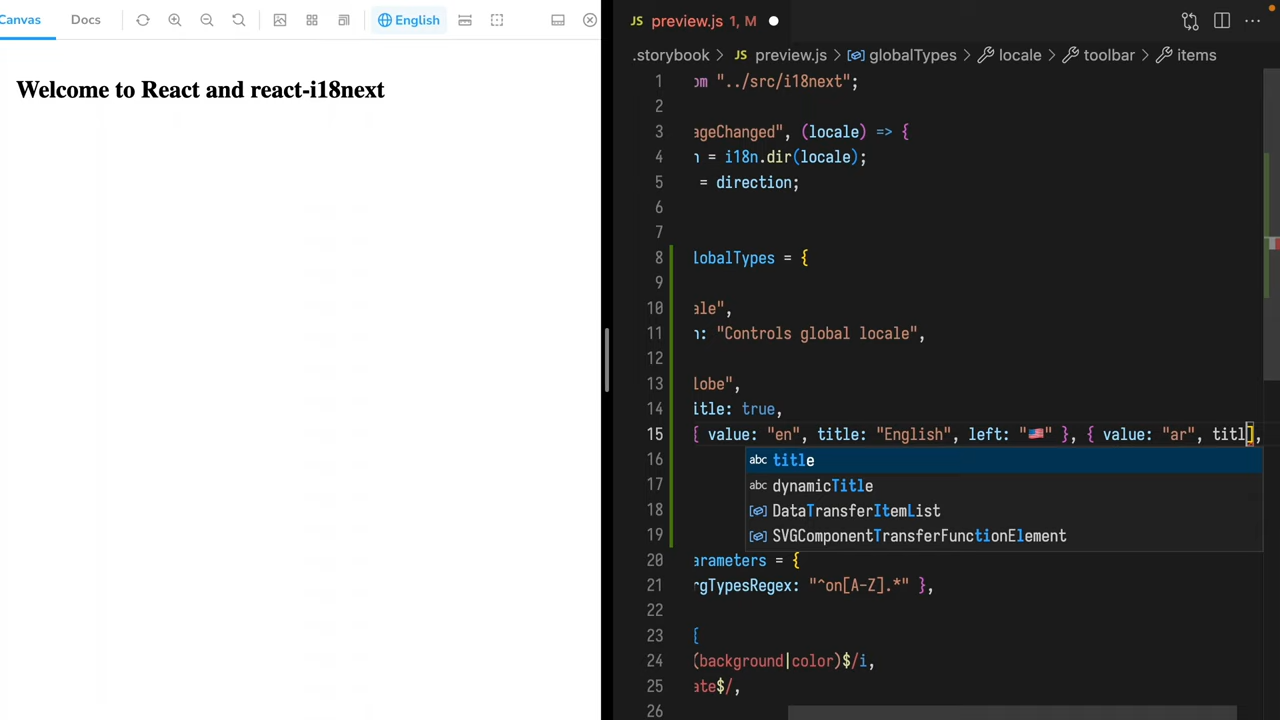 Canvas Docs English
Welcome to React and react-i18next
JS preview.js 1, M
.storybook > JS preview.js > globalTypes > locale > toolbar > items
1 om "../src/i18next";
2
3 ageChanged", (locale) => {
4 n = i18n.dir(locale);
5 = direction;
6
7
8 lobalTypes = {
9
10 ale",
11 n: "Controls global locale",
12
13 lobe",
14 itle: true,
15 { value: "en", title: "English", left: "🇺🇸" }, { value: "ar", titl],
16 abc title
17 abc dynamicTitle
18 DataTransferItemList
19 SVGComponentTransferFunctionElement
20 arameters = {
21 rgTypesRegex: "^on[A-Z].*" },
22
23 [
24 (background|color)$/i,
25 ate$/,
26